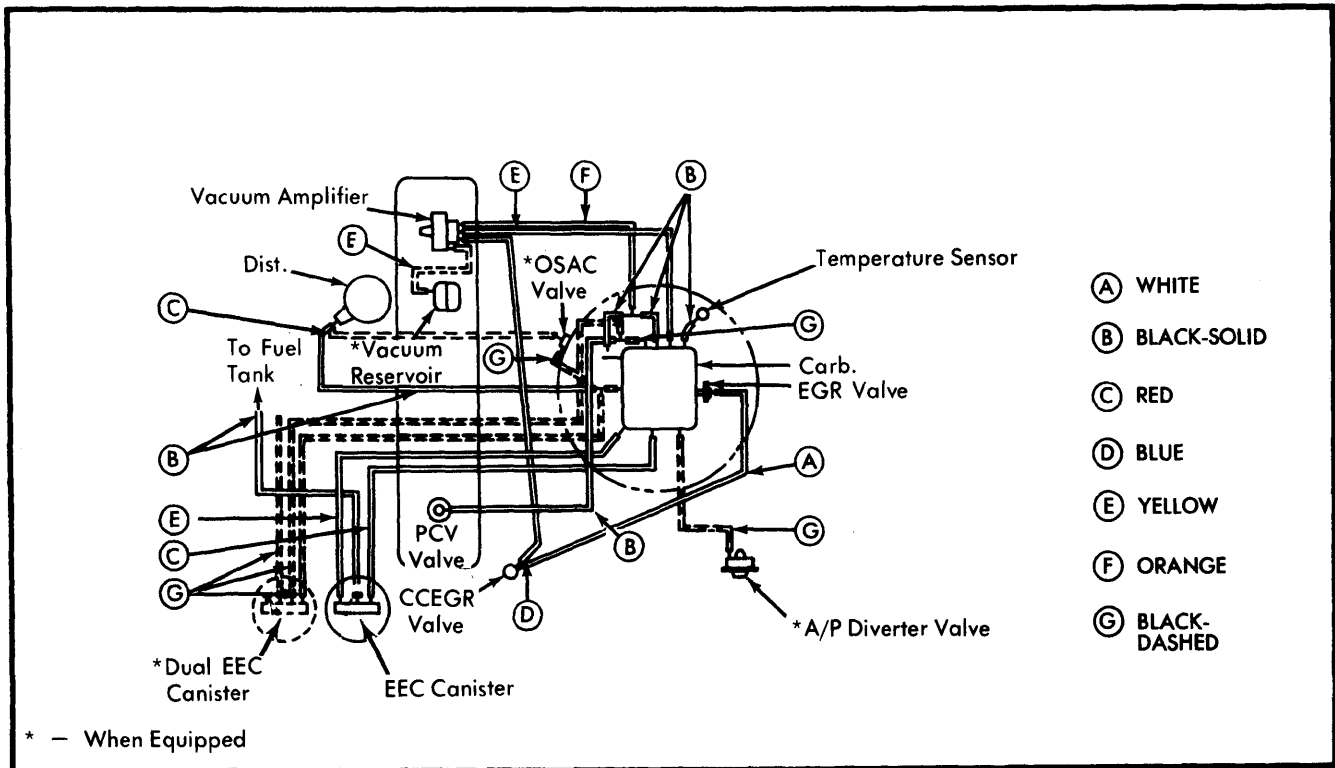 E
F
B
Vacuum Amplifier
E
*OSAC
Valve
Temperature Sensor
Dist.
C
To Fuel
Tank
*Vacuum
Reservoir
G
G
Carb.
EGR Valve
B
A
E
PCV
Valve
B
G
C
G
CCEGR
Valve
D
*A/P Diverter Valve
*Dual EEC
Canister
EEC Canister
* – When Equipped
A WHITE
B BLACK-SOLID
C RED
D BLUE
E YELLOW
F ORANGE
G BLACK-
DASHED